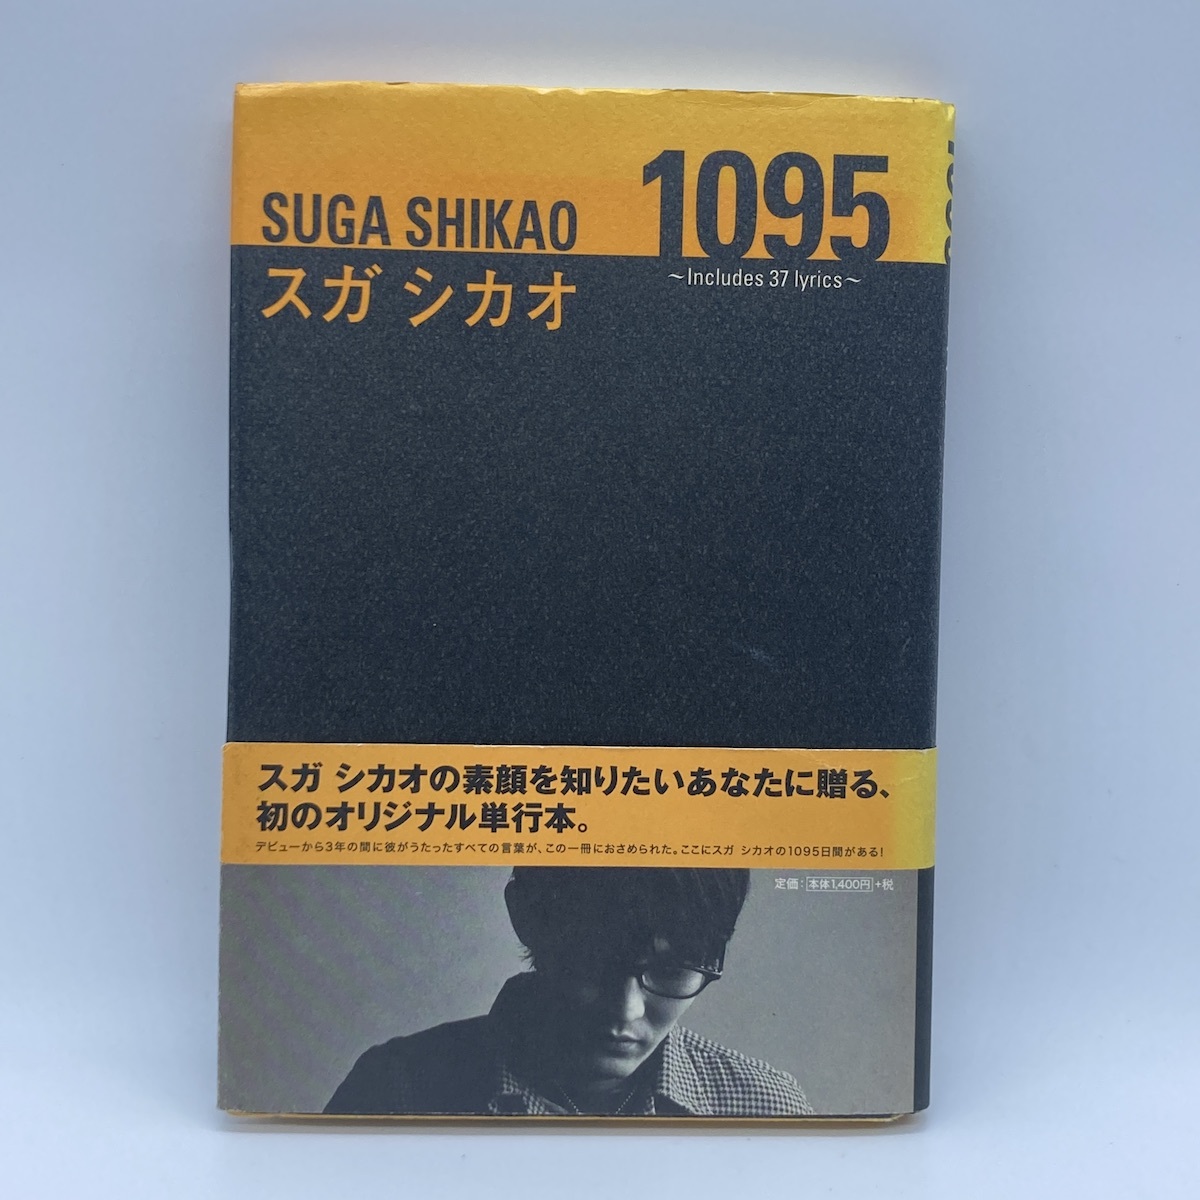 SUGA SHIKAO
1095
スガ シカオ
~Includes 37 lyrics~
1095
スガ シカオの素顔を知りたいあなたに贈る、
初のオリジナル単行本。
デビューから3年の間に彼がうたったすべての言葉が、この一冊におさめられた。ここにスガ シカオの1095日間がある!
定価:本体1,400円+税